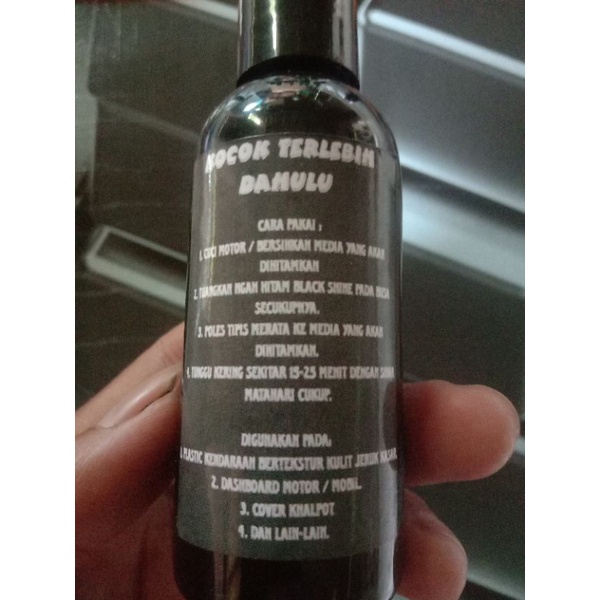 KOCOK TERLEBIH
DAHULU
CARA PAKAI ;
1. CUCI MOTOR / BERSIHKAN MEDIA YANG AKAN
DIHITAMKAN
2. TUANGKAN NGAH HITAM BLACK SHINE PADA BUSA
SECUKUPNYA.
3. POLES TIPIS MERATA KE MEDIA YANG AKAN
DIHITAMKAN.
4. TUNGGU KERING SEKITAR 15-25 MENIT DENGAN SINAR
MATAHARI CUKUP.
DIGUNAKAN PADA:
1. PLASTIC KENDARAAN BERTEKSTUR KULIT JERUK KASAR
2. DASHBOARD MOTOR / MOBIL.
3. COVER KNALPOT
4. DAN LAIN-LAIN.